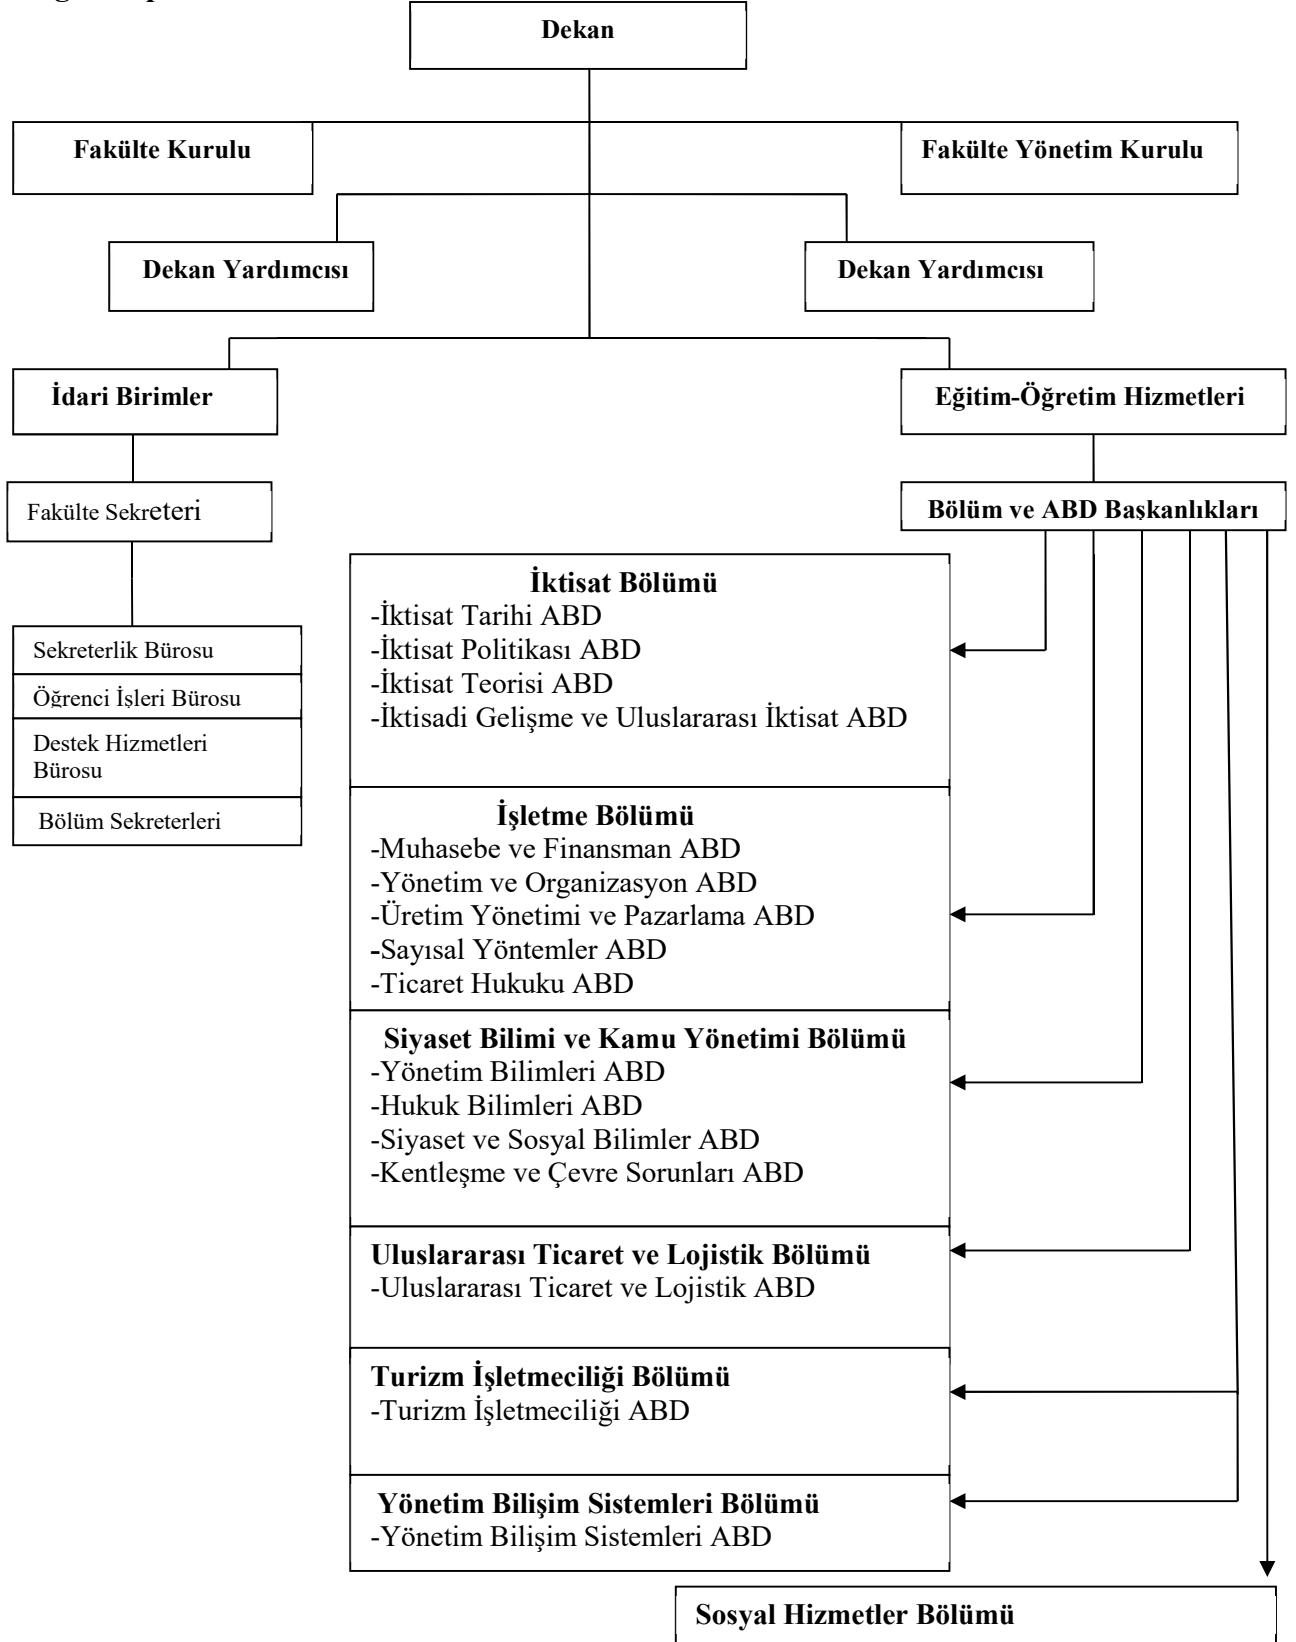 Dekan
Fakülte Kurulu
Fakülte Yönetim Kurulu
Dekan Yardımcısı
Dekan Yardımcısı
İdari Birimler
Eğitim-Öğretim Hizmetleri
Fakülte Sekreteri
Bölüm ve ABD Başkanlıkları
Sekreterlik Bürosu
Öğrenci İşleri Bürosu
Destek Hizmetleri
Bürosu
Bölüm Sekreterleri
İktisat Bölümü
-İktisat Tarihi ABD
-İktisat Politikası ABD
-İktisat Teorisi ABD
-İktisadi Gelişme ve Uluslararası İktisat ABD
İşletme Bölümü
-Muhasebe ve Finansman ABD
-Yönetim ve Organizasyon ABD
-Üretim Yönetimi ve Pazarlama ABD
-Sayısal Yöntemler ABD
-Ticaret Hukuku ABD
Siyaset Bilimi ve Kamu Yönetimi Bölümü
-Yönetim Bilimleri ABD
-Hukuk Bilimleri ABD
-Siyaset ve Sosyal Bilimler ABD
-Kentleşme ve Çevre Sorunları ABD
Uluslararası Ticaret ve Lojistik Bölümü
-Uluslararası Ticaret ve Lojistik ABD
Turizm İşletmeciliği Bölümü
-Turizm İşletmeciliği ABD
Yönetim Bilişim Sistemleri Bölümü
-Yönetim Bilişim Sistemleri ABD
Sosyal Hizmetler Bölümü